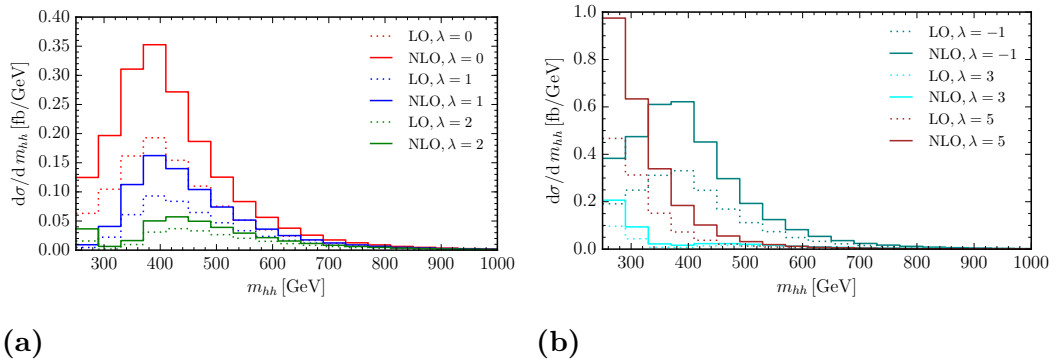 0.40
0.35
0.30
0.25
0.20
0.15
0.10
0.05
0.00
dσ/d m_hh [fb/GeV]
LO, λ = 0
NLO, λ = 0
LO, λ = 1
NLO, λ = 1
LO, λ = 2
NLO, λ = 2
300 400 500 600 700 800 900 1000
m_hh [GeV]
(a)
1.0
0.8
0.6
0.4
0.2
0.0
dσ/d m_hh [fb/GeV]
LO, λ = −1
NLO, λ = −1
LO, λ = 3
NLO, λ = 3
LO, λ = 5
NLO, λ = 5
300 400 500 600 700 800 900 1000
m_hh [GeV]
(b)